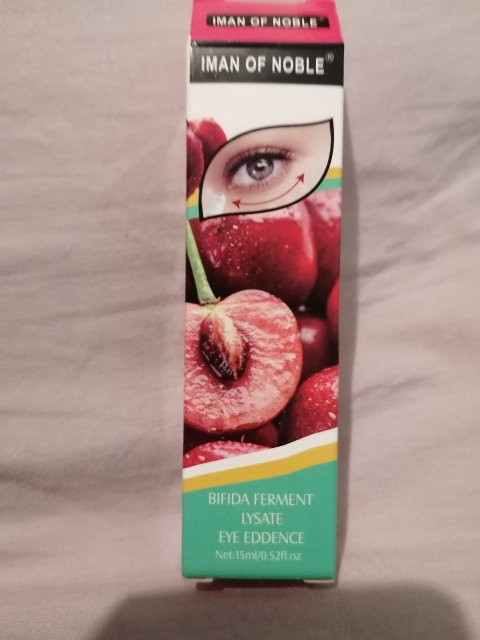 IMAN OF NOBLE
IMAN OF NOBLE®
BIFIDA FERMENT
LYSATE
EYE EDDENCE
Net:15ml/0.52fl.oz